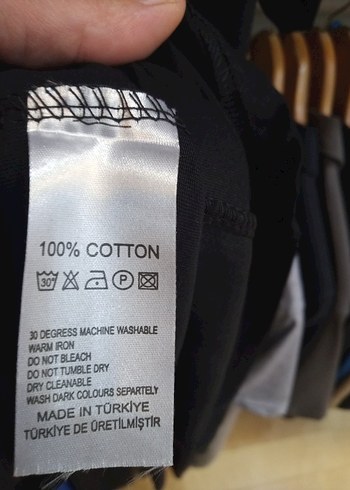 100% COTTON
30° P
30 DEGRESS MACHINE WASHABLE
WARM IRON
DO NOT BLEACH
DO NOT TUMBLE DRY
DRY CLEANABLE
WASH DARK COLOURS SEPARTELY
MADE IN TÜRKİYE
TÜRKİYE DE ÜRETİLMİŞTİR